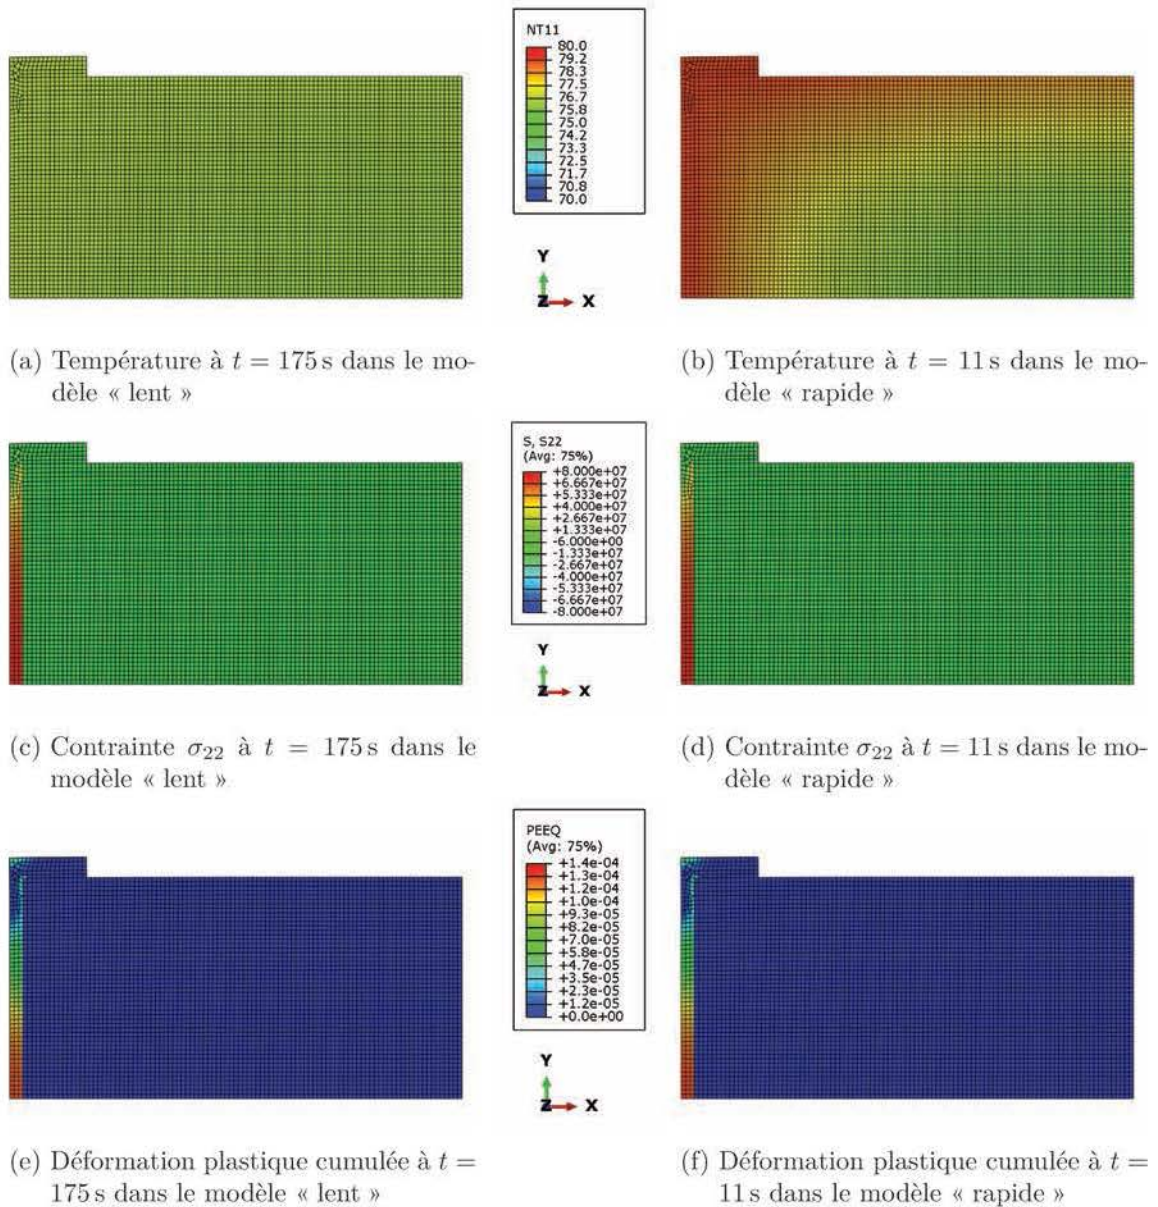 NT11
80.0
79.2
78.3
77.5
76.7
75.8
75.0
74.2
73.3
72.5
71.7
70.8
70.0
Y
Z X
(a) Température à t = 175 s dans le mo-
dèle « lent »
(b) Température à t = 11 s dans le mo-
dèle « rapide »
S, S22
(Avg: 75%)
+8.000e+07
+6.667e+07
+5.333e+07
+4.000e+07
+2.667e+07
+1.333e+07
-6.000e+00
-1.333e+07
-2.667e+07
-4.000e+07
-5.333e+07
-6.667e+07
-8.000e+07
Y
Z X
(c) Contrainte σ22 à t = 175 s dans le
modèle « lent »
(d) Contrainte σ22 à t = 11 s dans le mo-
dèle « rapide »
PEEQ
(Avg: 75%)
+1.4e-04
+1.3e-04
+1.2e-04
+1.0e-04
+9.3e-05
+8.2e-05
+7.0e-05
+5.8e-05
+4.7e-05
+3.5e-05
+2.3e-05
+1.2e-05
+0.0e+00
Y
Z X
(e) Déformation plastique cumulée à t =
175 s dans le modèle « lent »
(f) Déformation plastique cumulée à t =
11 s dans le modèle « rapide »